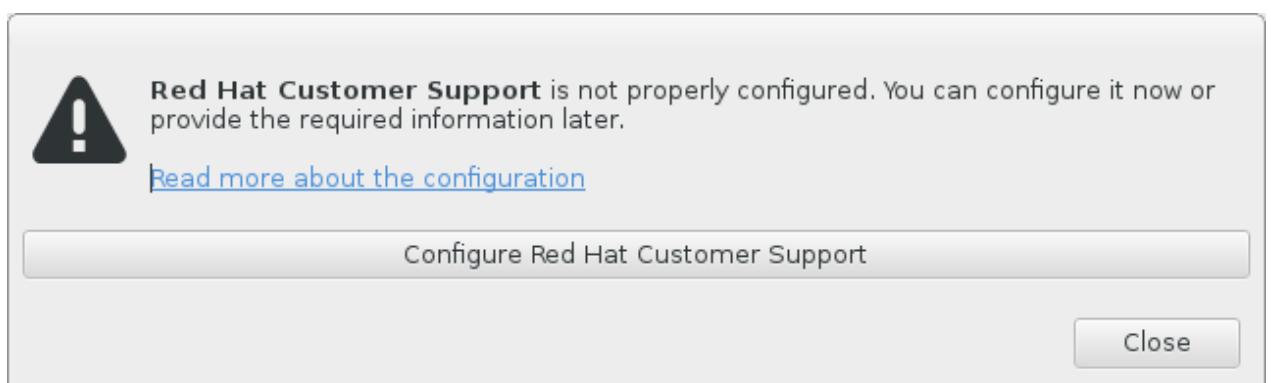 Red Hat Customer Support is not properly configured. You can configure it now or
provide the required information later.
Read more about the configuration
Configure Red Hat Customer Support
Close